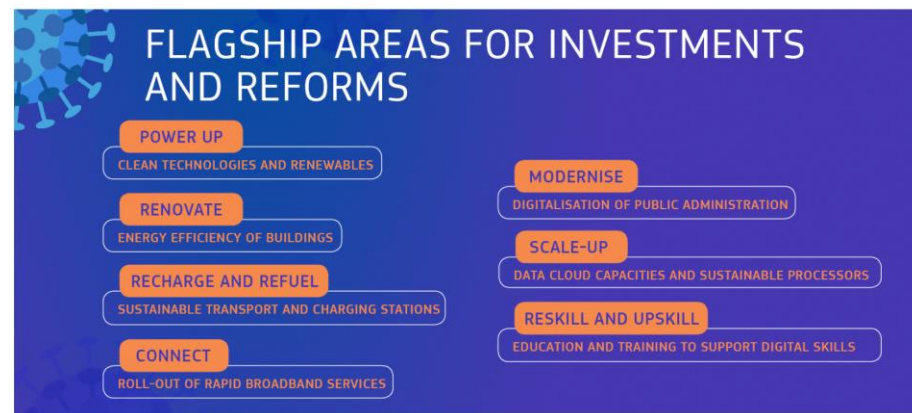 FLAGSHIP AREAS FOR INVESTMENTS
AND REFORMS
POWER UP
CLEAN TECHNOLOGIES AND RENEWABLES
RENOVATE
ENERGY EFFICIENCY OF BUILDINGS
RECHARGE AND REFUEL
SUSTAINABLE TRANSPORT AND CHARGING STATIONS
CONNECT
ROLL-OUT OF RAPID BROADBAND SERVICES
MODERNISE
DIGITALISATION OF PUBLIC ADMINISTRATION
SCALE-UP
DATA CLOUD CAPACITIES AND SUSTAINABLE PROCESSORS
RESKILL AND UPSKILL
EDUCATION AND TRAINING TO SUPPORT DIGITAL SKILLS